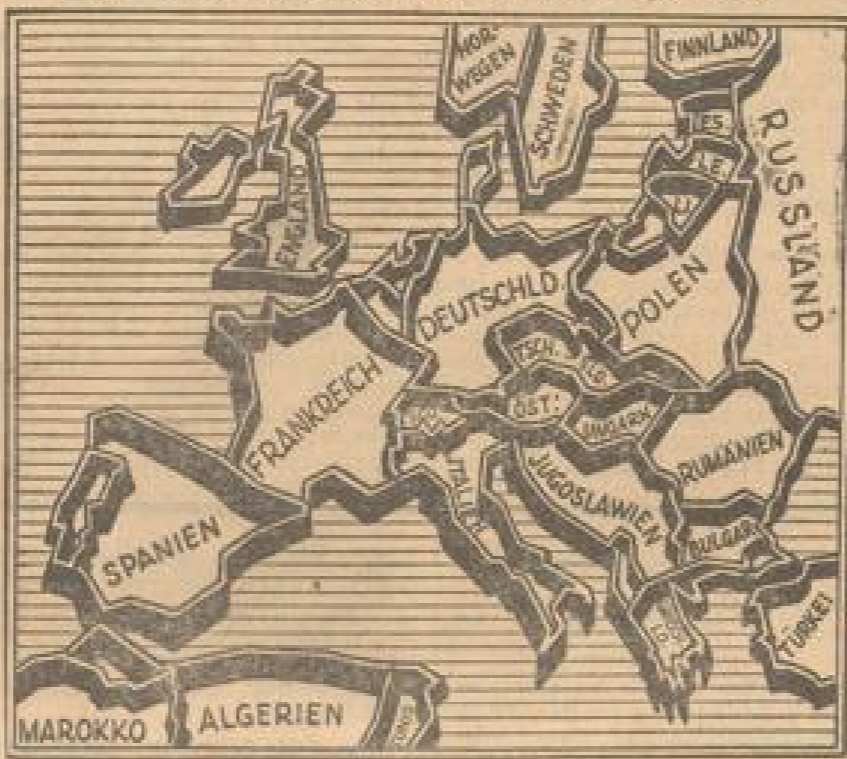 NOR-
WEGEN
SCHWEDEN
FINNLAND
ES.
LE.
LI.
RUSSLAND
ENGLAND
DEUTSCHLD.
POLEN
TSCH.
FRANKREICH
ÖST:
UNGARN
RUMÄNIEN
ITALIEN
JUGOSLAWIEN
BULGAR.
SPANIEN
TÜRKEI
MAROKKO
ALGERIEN